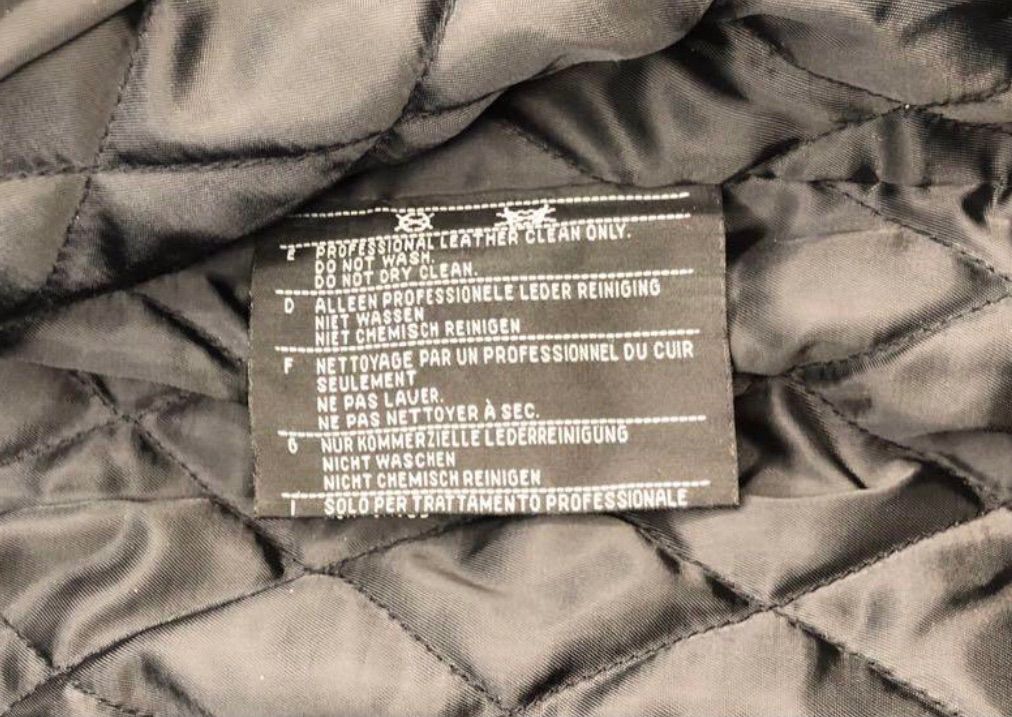 E PROFESSIONAL LEATHER CLEAN ONLY.
DO NOT WASH.
DO NOT DRY CLEAN.
D ALLEEN PROFESSIONELE LEDER REINIGING
NIET WASSEN
NIET CHEMISCH REINIGEN
F NETTOYAGE PAR UN PROFESSIONNEL DU CUIR
SEULEMENT
NE PAS LAVER.
NE PAS NETTOYER À SEC.
G NUR KOMMERZIELLE LEDERREINIGUNG
NICHT WASCHEN
NICHT CHEMISCH REINIGEN
I SOLO PER TRATTAMENTO PROFESSIONALE